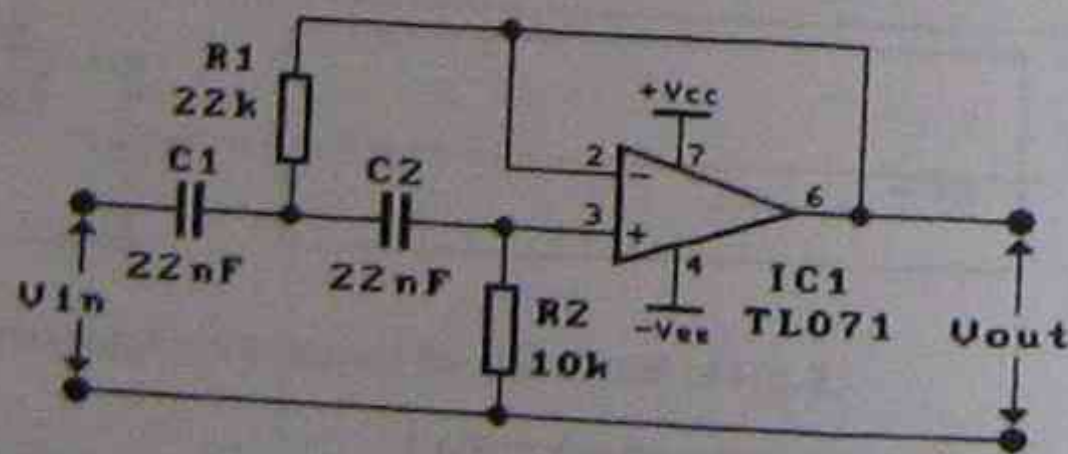 R1
22k
+Vcc
C1
C2
2
7
-
6
3
+
22nF
22nF
4
IC1
Vin
R2
-Vee
TL071
Vout
10k